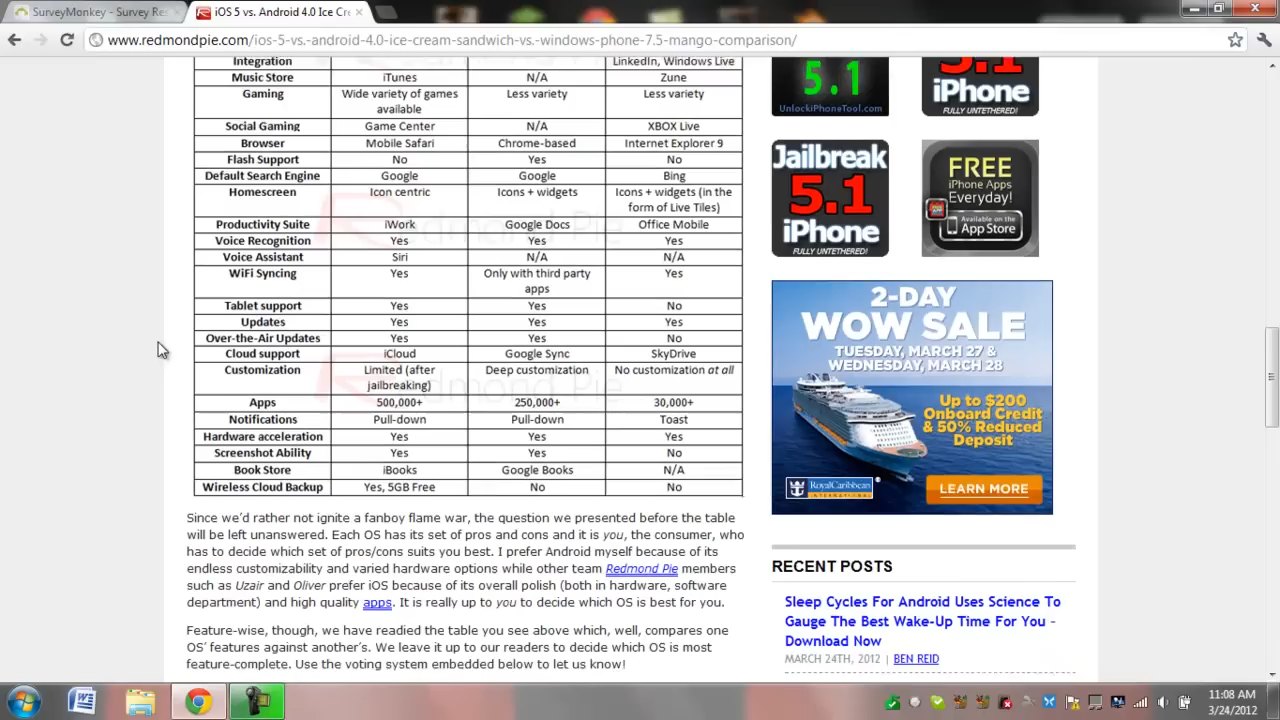 SurveyMonkey - Survey Res
iOS 5 vs. Android 4.0 Ice Cre
www.redmondpie.com/ios-5-vs.-android-4.0-ice-cream-sandwich-vs.-windows-phone-7.5-mango-comparison/
Integration LinkedIn, Windows Live
Music Store iTunes N/A Zune
Gaming Wide variety of games available Less variety Less variety
Social Gaming Game Center N/A XBOX Live
Browser Mobile Safari Chrome-based Internet Explorer 9
Flash Support No Yes No
Default Search Engine Google Google Bing
Homescreen Icon centric Icons + widgets Icons + widgets (in the form of Live Tiles)
Productivity Suite iWork Google Docs Office Mobile
Voice Recognition Yes Yes Yes
Voice Assistant Siri N/A N/A
WiFi Syncing Yes Only with third party apps Yes
Tablet support Yes Yes No
Updates Yes Yes Yes
Over-the-Air Updates Yes Yes No
Cloud support iCloud Google Sync SkyDrive
Customization Limited (after jailbreaking) Deep customization No customization at all
Apps 500,000+ 250,000+ 30,000+
Notifications Pull-down Pull-down Toast
Hardware acceleration Yes Yes Yes
Screenshot Ability Yes Yes No
Book Store iBooks Google Books N/A
Wireless Cloud Backup Yes, 5GB Free No No
Redmond Pie
Redmond Pie
Since we'd rather not ignite a fanboy flame war, the question we presented before the table
will be left unanswered. Each OS has its set of pros and cons and it is you, the consumer, who
has to decide which set of pros/cons suits you best. I prefer Android myself because of its
endless customizability and varied hardware options while other team Redmond Pie members
such as Uzair and Oliver prefer iOS because of its overall polish (both in hardware, software
department) and high quality apps. It is really up to you to decide which OS is best for you.
Feature-wise, though, we have readied the table you see above which, well, compares one
OS' features against another's. We leave it up to our readers to decide which OS is most
feature-complete. Use the voting system embedded below to let us know!
5.1
UnlockiPhoneTool.com
5.1
iPhone
FULLY UNTETHERED!
Jailbreak
5.1
iPhone
FULLY UNTETHERED!
FREE
iPhone Apps
Everyday!
Available on the
App Store
2-DAY
WOW SALE
TUESDAY, MARCH 27 &
WEDNESDAY, MARCH 28
Up to $200
Onboard Credit
& 50% Reduced
Deposit
RoyalCaribbean
INTERNATIONAL
LEARN MORE
RECENT POSTS
Sleep Cycles For Android Uses Science To
Gauge The Best Wake-Up Time For You –
Download Now
MARCH 24TH, 2012 | BEN REID
11:08 AM
3/24/2012